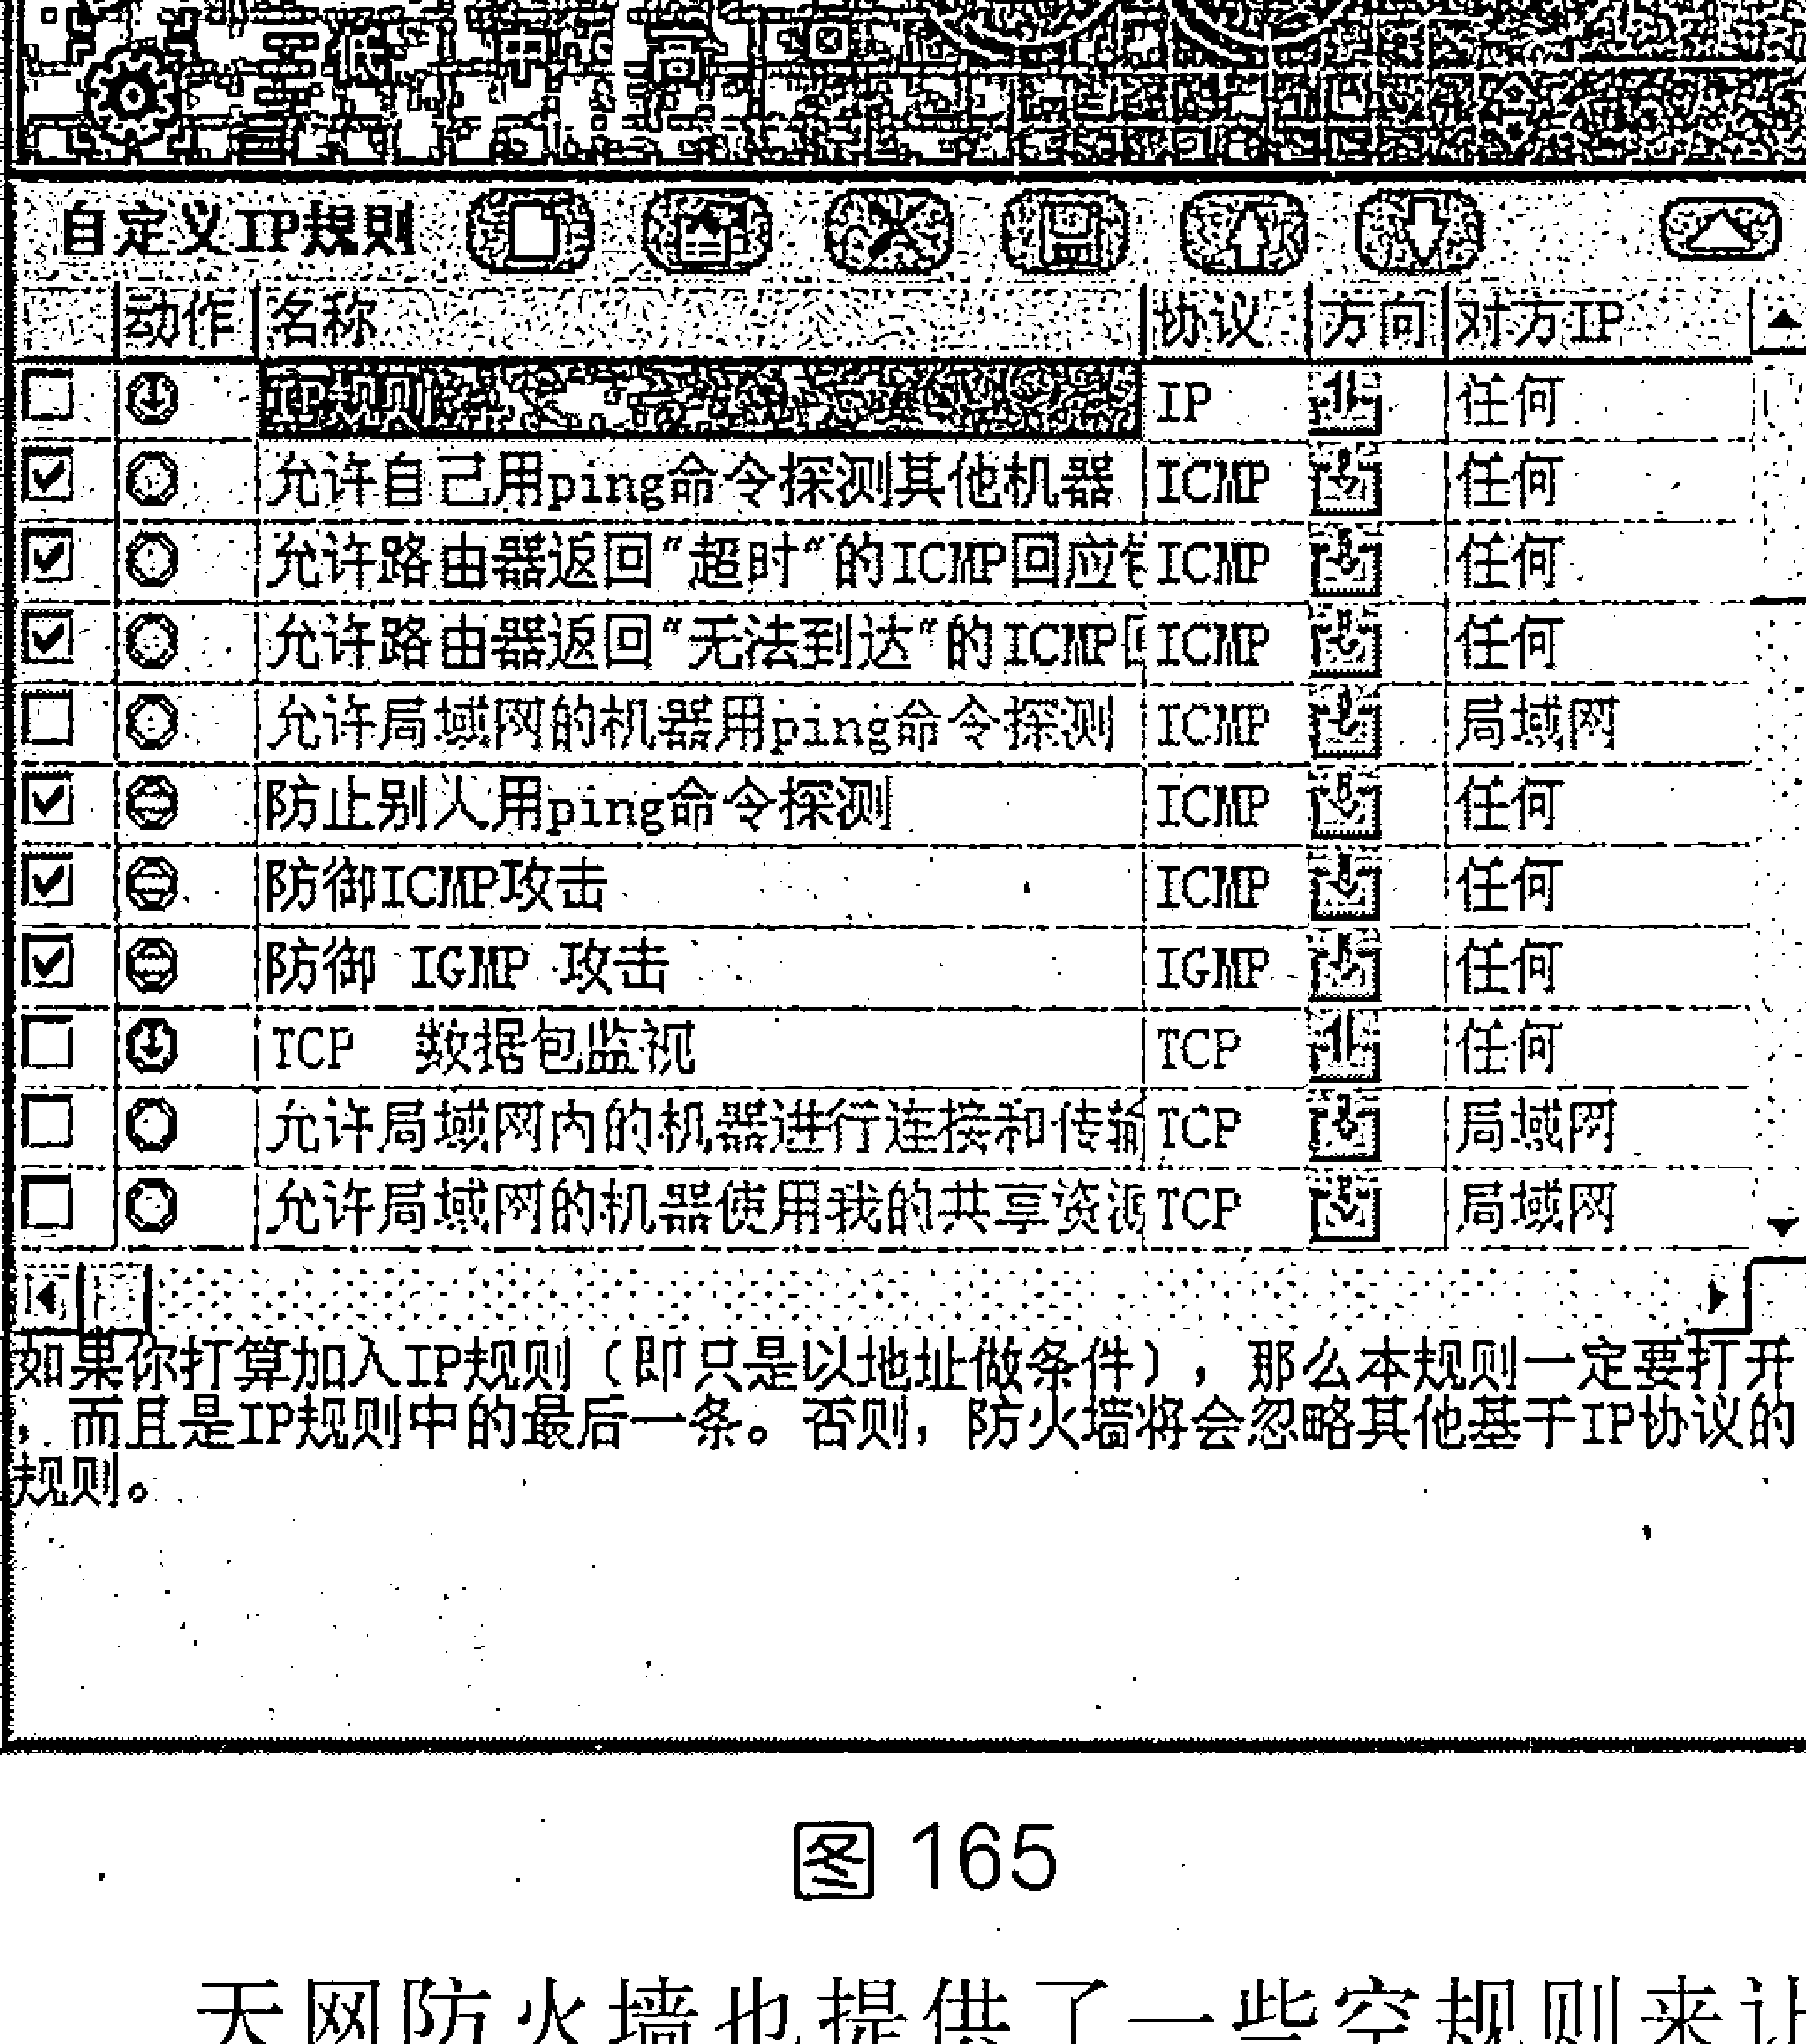 低 中 高
自定义IP规则
动作 名称 协议 方向 对方IP
IP规则 IP 任何
允许自己用ping命令探测其他机器 ICMP 任何
允许路由器返回“超时“的ICMP回应 ICMP 任何
允许路由器返回“无法到达“的ICMP ICMP 任何
允许局域网的机器用ping命令探测 ICMP 局域网
防止别人用ping命令探测 ICMP 任何
防御ICMP攻击 ICMP 任何
防御 IGMP 攻击 IGMP 任何
TCP 数据包监视 TCP 任何
允许局域网内的机器进行连接和传输 TCP 局域网
允许局域网的机器使用我的共享资源 TCP 局域网
如果你打算加入IP规则（即只是以地址做条件），那么本规则一定要打开
，而且是IP规则中的最后一条。否则，防火墙将会忽略其他基于IP协议的
规则。
图 165
天网防火墙也提供了一些空规则来让